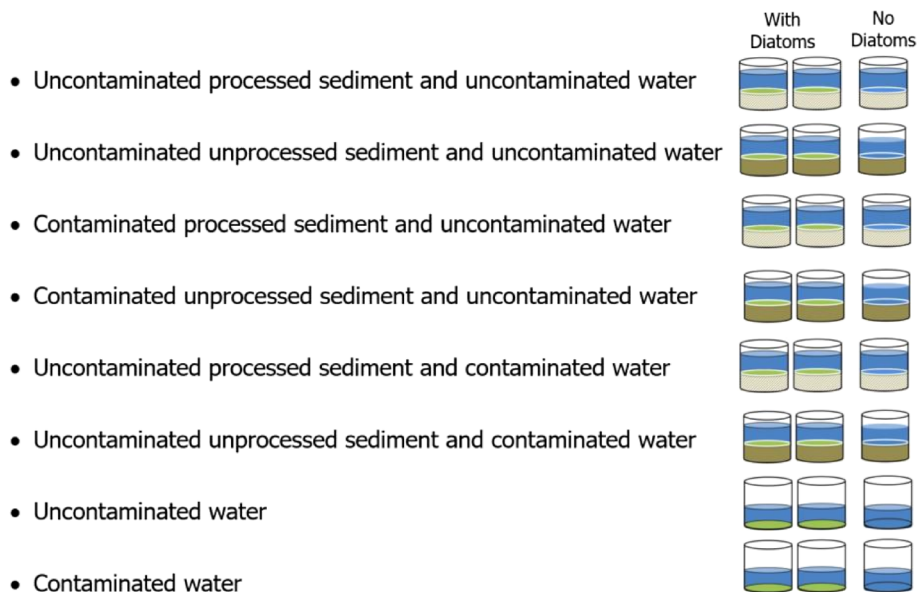 With
Diatoms
No
Diatoms
• Uncontaminated processed sediment and uncontaminated water
• Uncontaminated unprocessed sediment and uncontaminated water
• Contaminated processed sediment and uncontaminated water
• Contaminated unprocessed sediment and uncontaminated water
• Uncontaminated processed sediment and contaminated water
• Uncontaminated unprocessed sediment and contaminated water
• Uncontaminated water
• Contaminated water